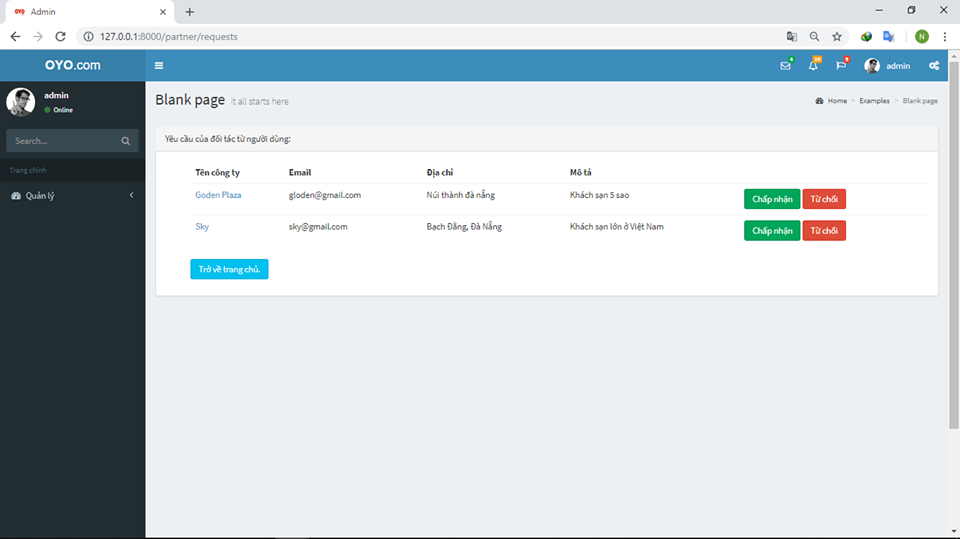 OYO Admin
127.0.0.1:8000/partner/requests
N
OYO.com
admin
admin
Online
Search...
Trang chính
Quản lý
Blank page It all starts here
Home > Examples > Blank page
Yêu cầu của đối tác từ người dùng:
Tên công ty Email Địa chỉ Mô tả
Goden Plaza gloden@gmail.com Núi thành đà nẵng Khách sạn 5 sao Chấp nhận Từ chối
Sky sky@gmail.com Bạch Đăng, Đà Nẵng Khách sạn lớn ở Việt Nam Chấp nhận Từ chối
Trở về trang chủ.